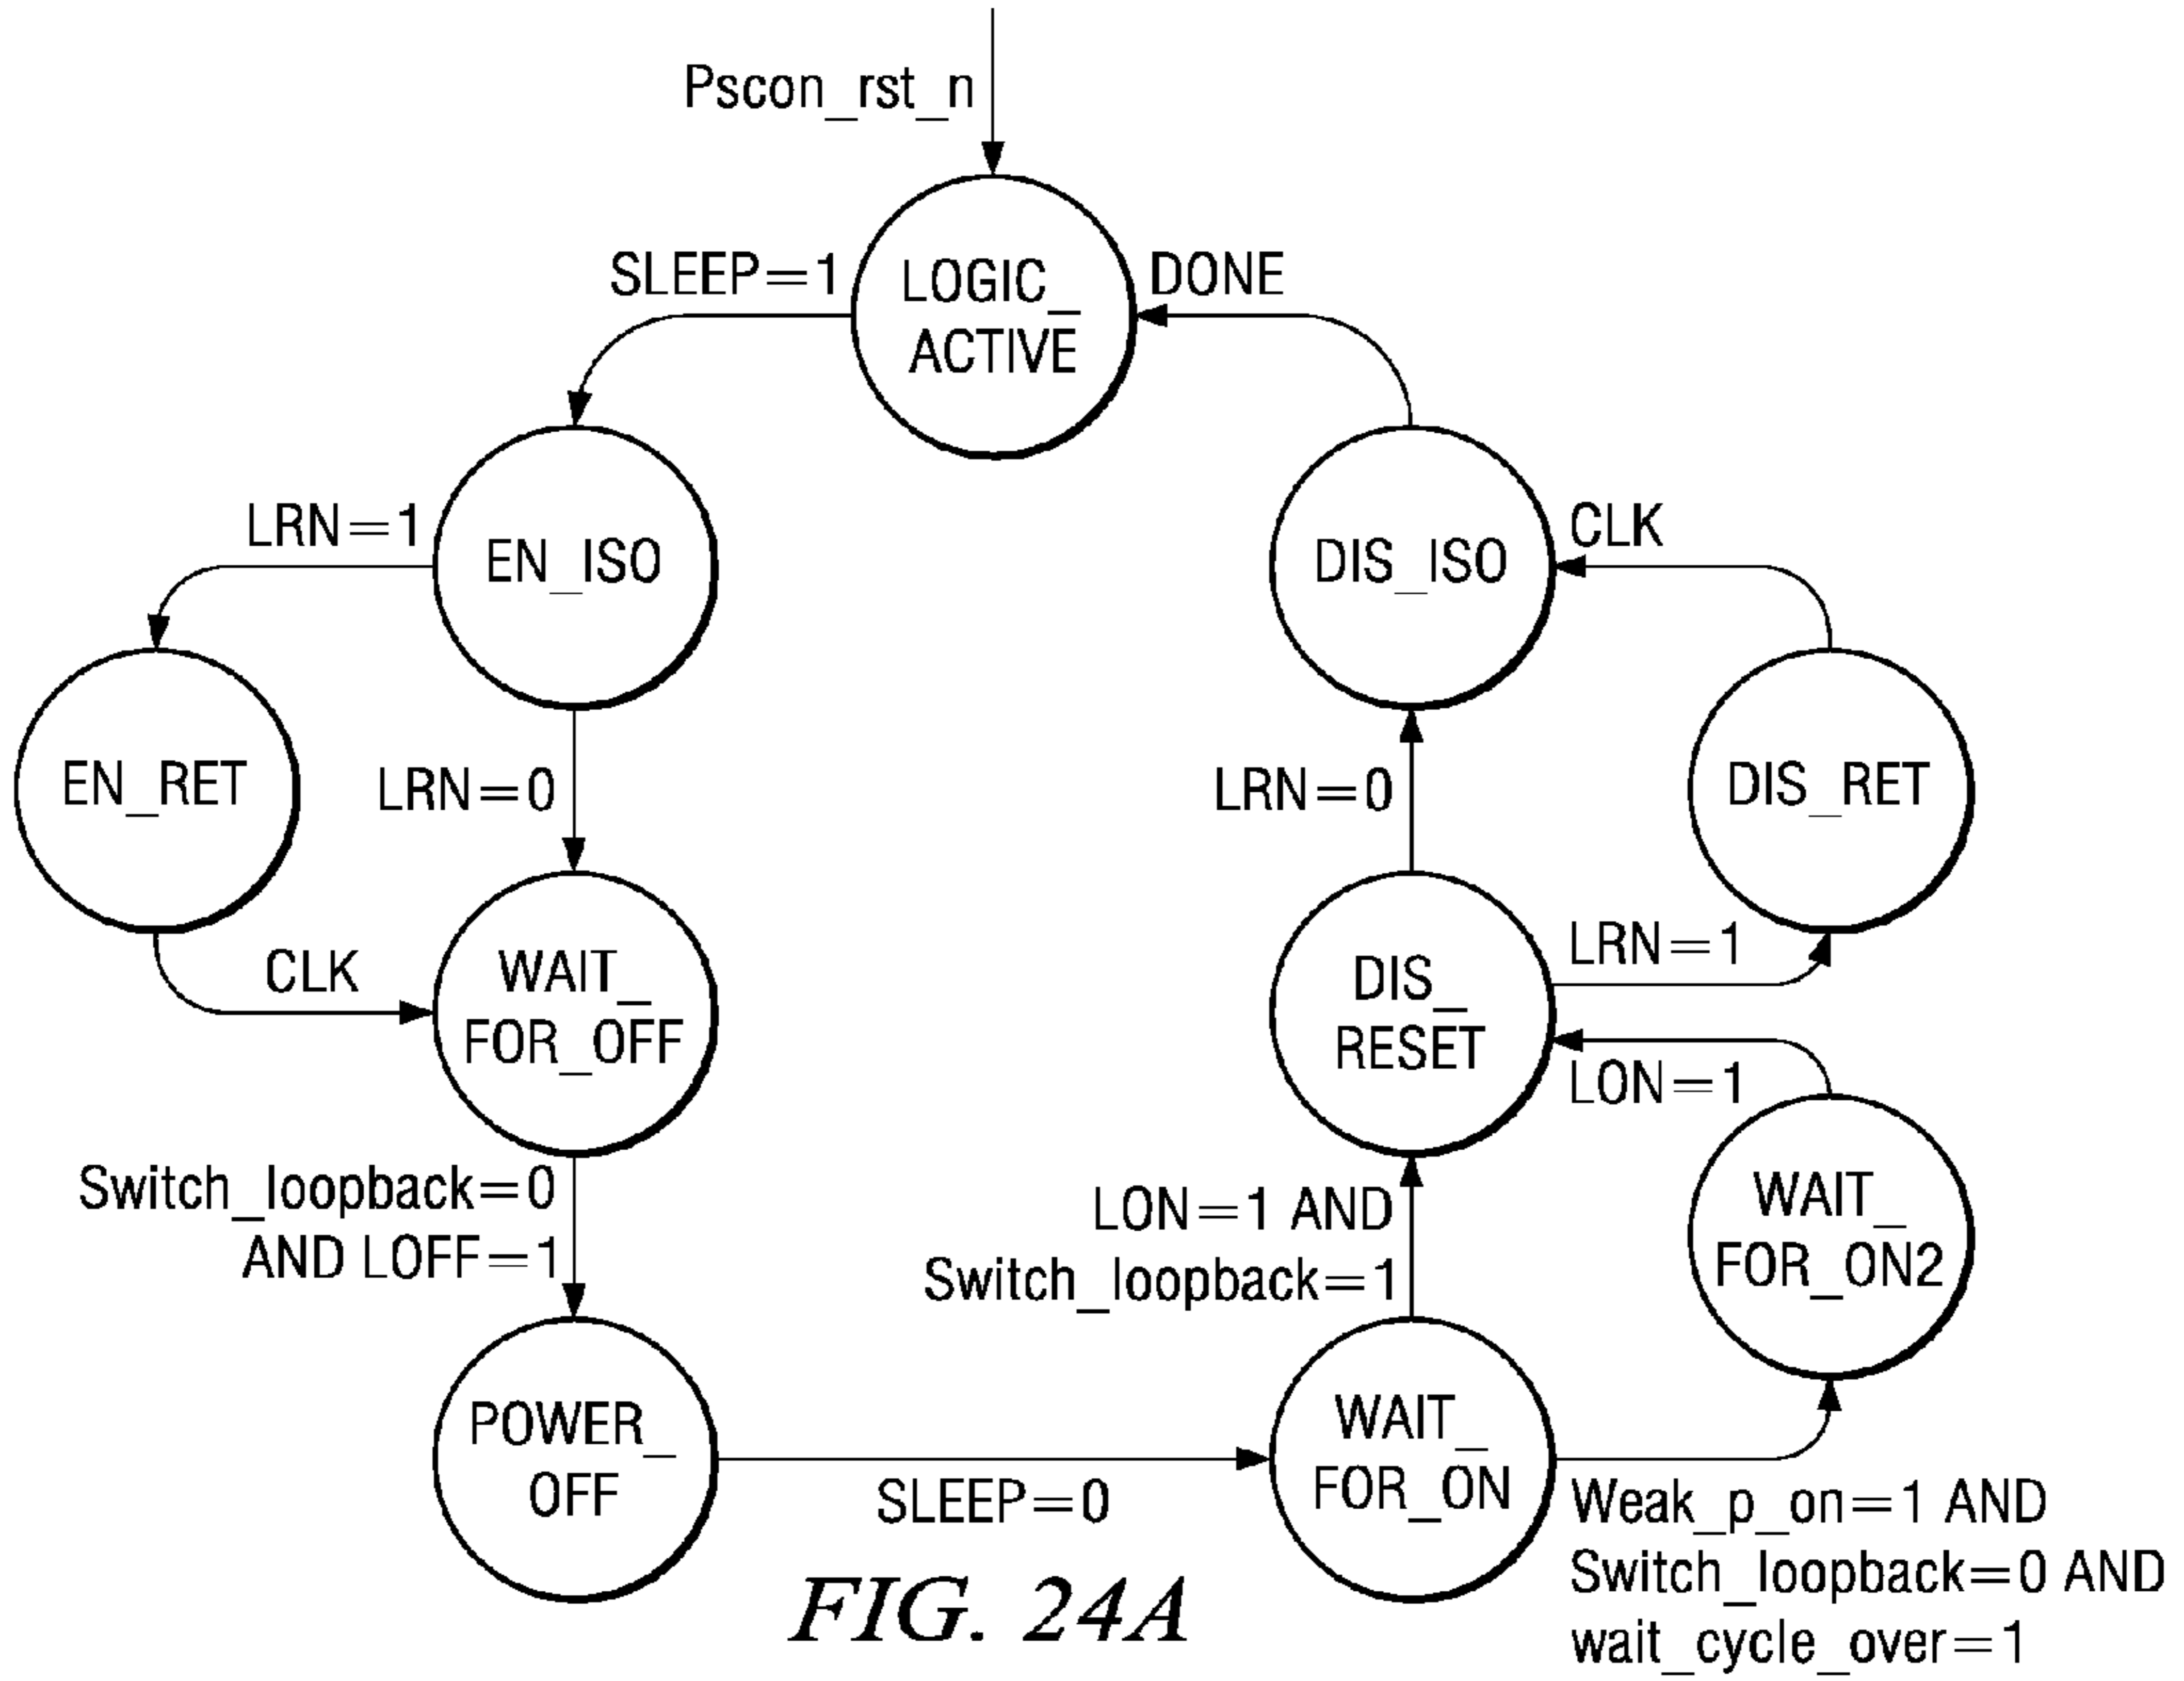 Pscon_rst_n
SLEEP=1
LOGIC_
ACTIVE
DONE
LRN=1
EN_ISO
DIS_ISO
CLK
EN_RET
LRN=0
LRN=0
DIS_RET
CLK
WAIT_
FOR_OFF
DIS_
RESET
LRN=1
LON=1
Switch_loopback=0
AND LOFF=1
LON=1 AND
Switch_loopback=1
WAIT_
FOR_ON2
POWER_
OFF
SLEEP=0
WAIT_
FOR_ON
Weak_p_on=1 AND
Switch_loopback=0 AND
wait_cycle_over=1
FIG. 24A